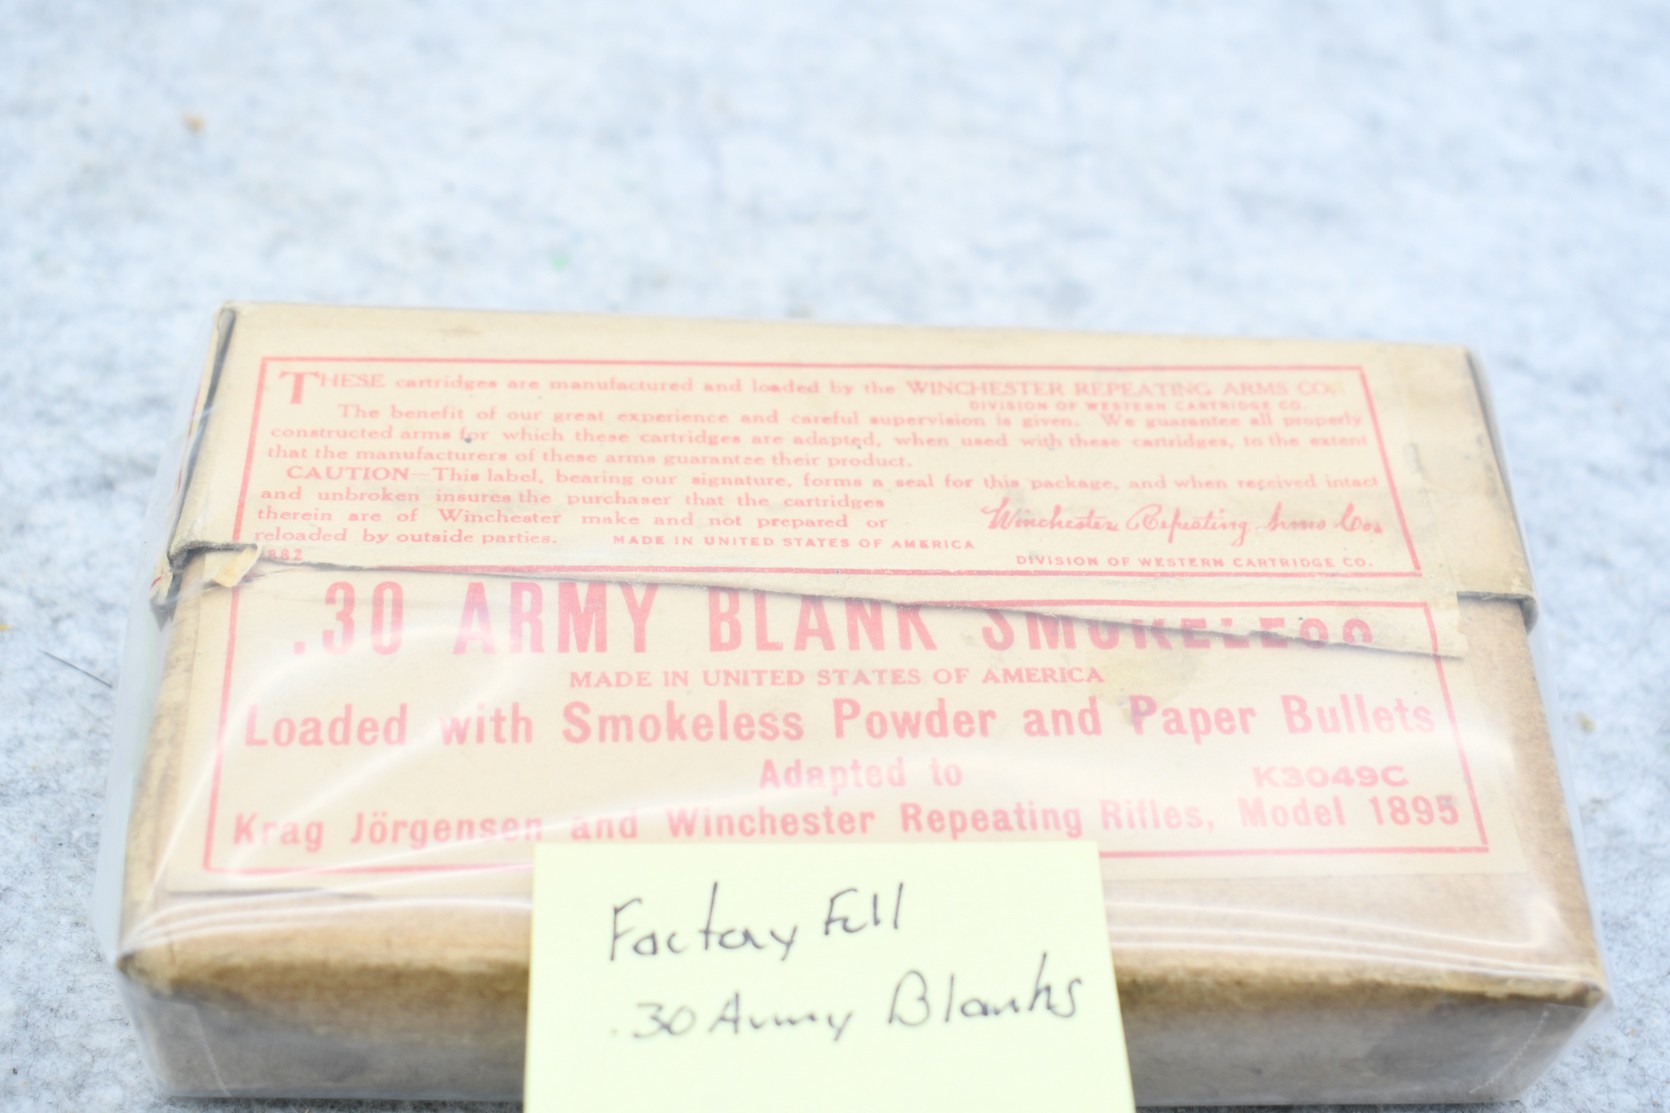 THESE cartridges are manufactured and loaded by the WINCHESTER REPEATING ARMS CO.,
DIVISION OF WESTERN CARTRIDGE CO.
The benefit of our great experience and careful supervision is given. We guarantee all properly
constructed arms for which these cartridges are adapted, when used with these cartridges, to the extent
that the manufacturers of these arms guarantee their product.
CAUTION—This label, bearing our signature, forms a seal for this package, and when received intact
and unbroken insures the purchaser that the cartridges
therein are of Winchester make and not prepared or
reloaded by outside parties.
Winchester Repeating Arms Co.
MADE IN UNITED STATES OF AMERICA
DIVISION OF WESTERN CARTRIDGE CO.
882
.30 ARMY BLANK SMOKELESS
MADE IN UNITED STATES OF AMERICA
Loaded with Smokeless Powder and Paper Bullets
Adapted to
K3049C
Krag Jörgensen and Winchester Repeating Rifles, Model 1895
Factory Full
.30 Army Blanks